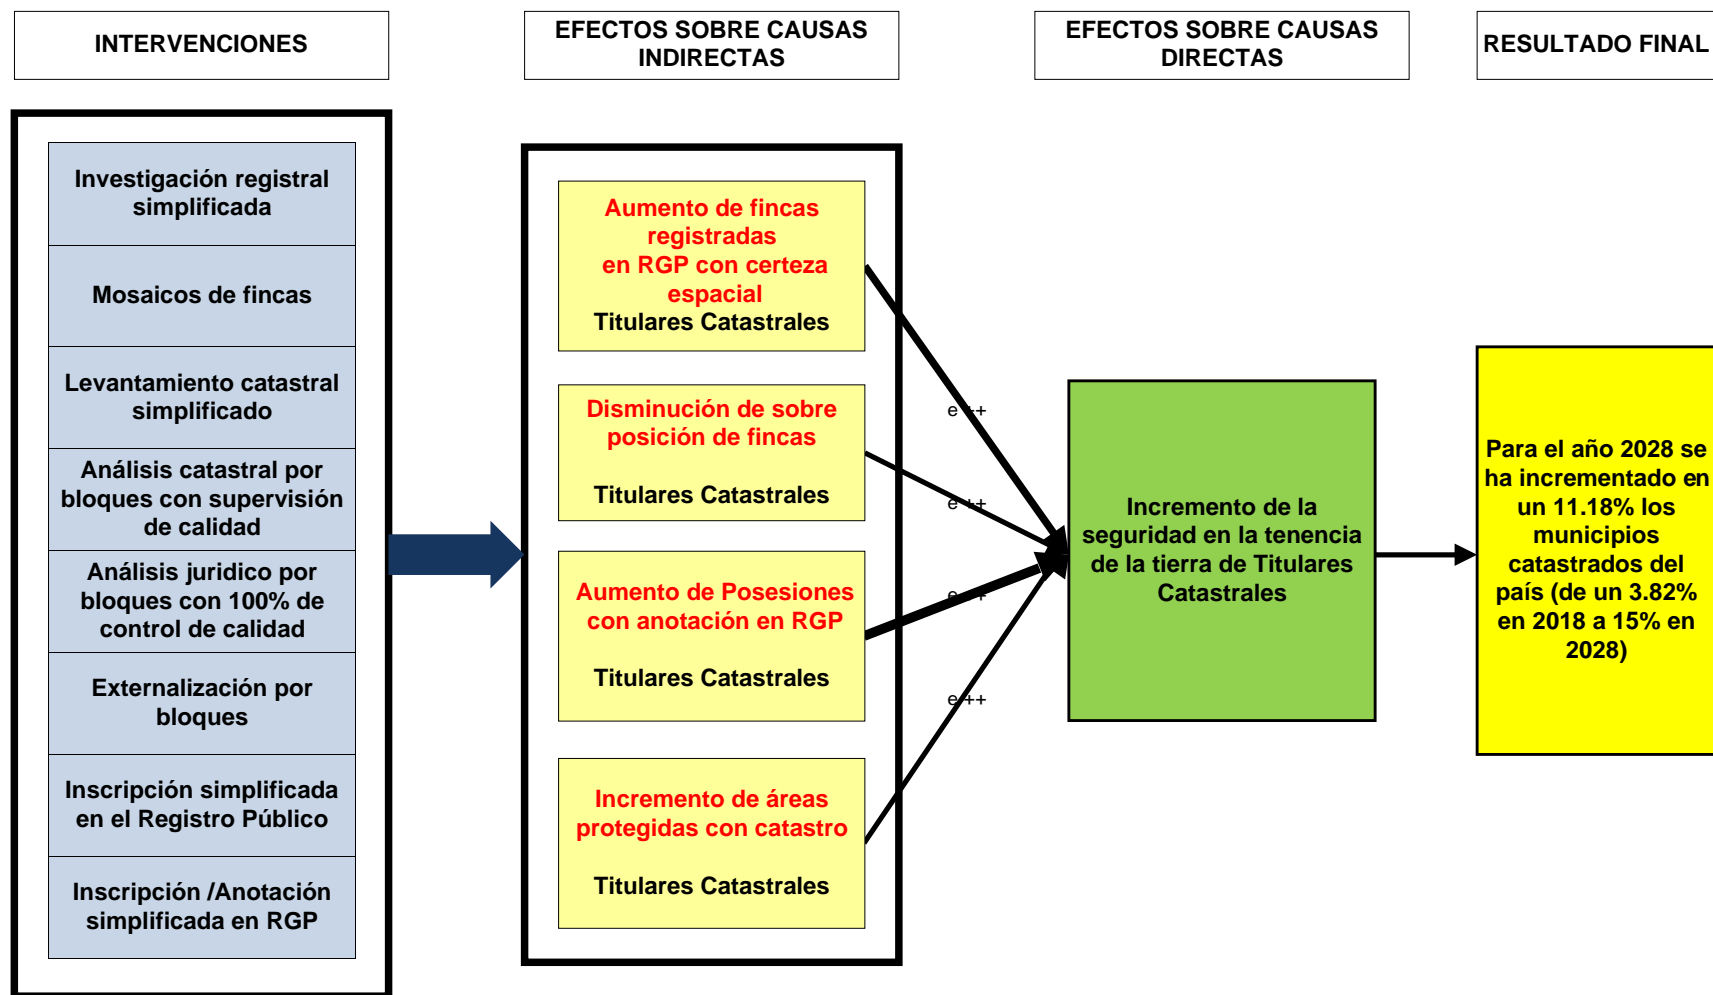 INTERVENCIONES
EFECTOS SOBRE CAUSAS
INDIRECTAS
EFECTOS SOBRE CAUSAS
DIRECTAS
RESULTADO FINAL
Investigación registral
simplificada
Mosaicos de fincas
Levantamiento catastral
simplificado
Análisis catastral por
bloques con supervisión
de calidad
Análisis juridico por
bloques con 100% de
control de calidad
Externalización por
bloques
Inscripción simplificada
en el Registro Público
Inscripción /Anotación
simplificada en RGP
Aumento de fincas
registradas
en RGP con certeza
espacial
Titulares Catastrales
Disminución de sobre
posición de fincas
Titulares Catastrales
Aumento de Posesiones
con anotación en RGP
Titulares Catastrales
Incremento de áreas
protegidas con catastro
Titulares Catastrales
e ++
e ++
e ++
e ++
Incremento de la
seguridad en la tenencia
de la tierra de Titulares
Catastrales
Para el año 2028 se
ha incrementado en
un 11.18% los
municipios
catastrados del
país (de un 3.82%
en 2018 a 15% en
2028)